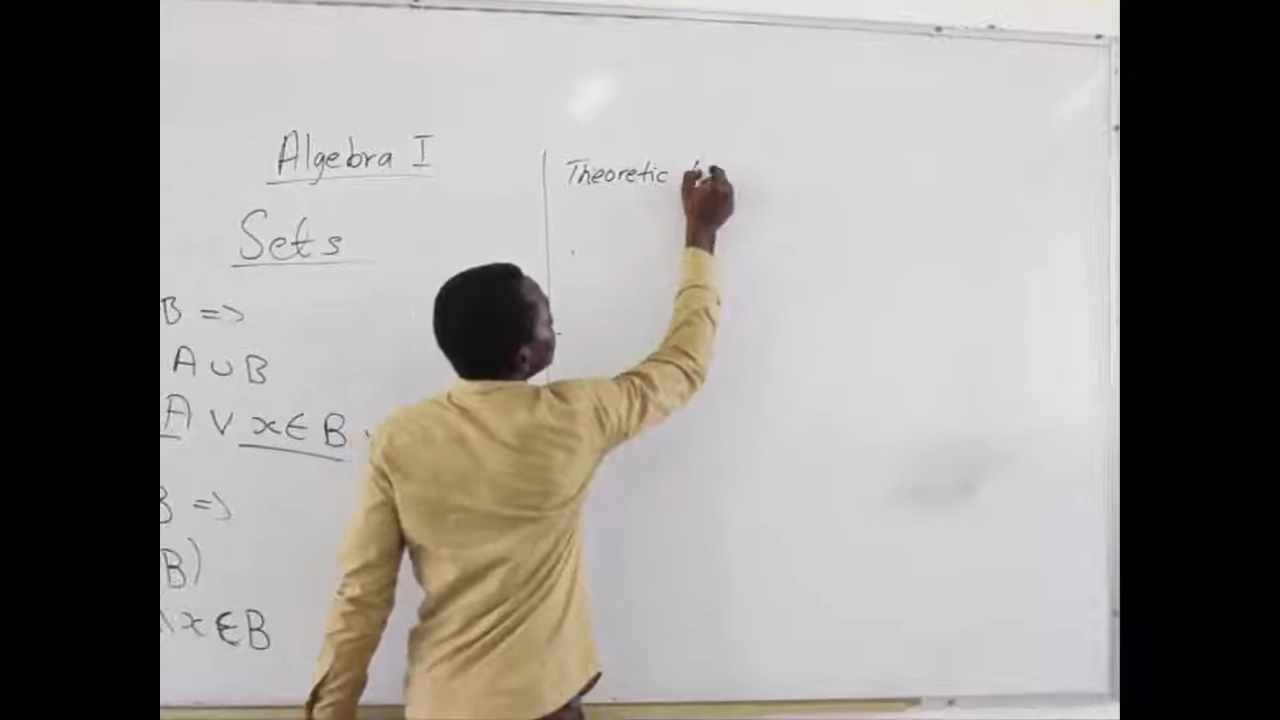 Algebra I
Sets
B =>
A ∪ B
A ∨ x ∈ B
B =>
B)
∧ x ∈ B
Theoretic